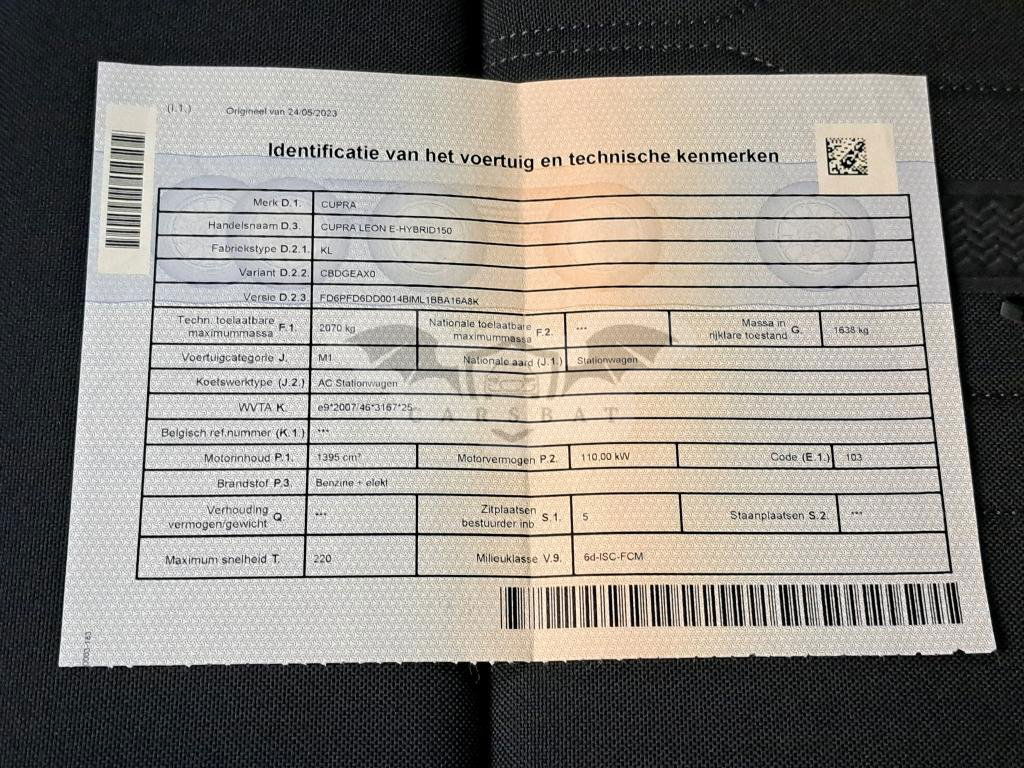 (I.1.) Origineel van 24/05/2023
Identificatie van het voertuig en technische kenmerken
Merk D.1. CUPRA
Handelsnaam D.3. CUPRA LEON E-HYBRID150
Fabriekstype D.2.1. KL
Variant D.2.2. CBDGEAX0
Versie D.2.3. FD6PFD6DD0014BIML1BBA16A8K
Techn. toelaatbare maximummassa F.1. 2070 kg Nationale toelaatbare maximummassa F.2. *** Massa in rijklare toestand G. 1638 kg
Voertuigcategorie J. M1 Nationale aard (J.1.) Stationwagen
Koetswerktype (J.2.) AC Stationwagen
WVTA K. e9*2007/46*3167*25
CARSBAT
Belgisch ref.nummer (K.1.) ***
Motorinhoud P.1. 1395 cm³ Motorvermogen P.2. 110,00 kW Code (E.1.) 103
Brandstof P.3. Benzine + elekt
Verhouding vermogen/gewicht Q. *** Zitplaatsen bestuurder inb S.1. 5 Staanplaatsen S.2. ***
Maximum snelheid T. 220 Milieuklasse V.9. 6d-ISC-FCM